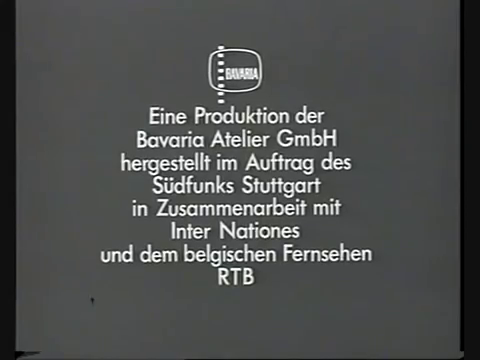 BAVARIA
Eine Produktion der
Bavaria Atelier GmbH
hergestellt im Auftrag des
Südfunks Stuttgart
in Zusammenarbeit mit
Inter Nationes
und dem belgischen Fernsehen
RTB